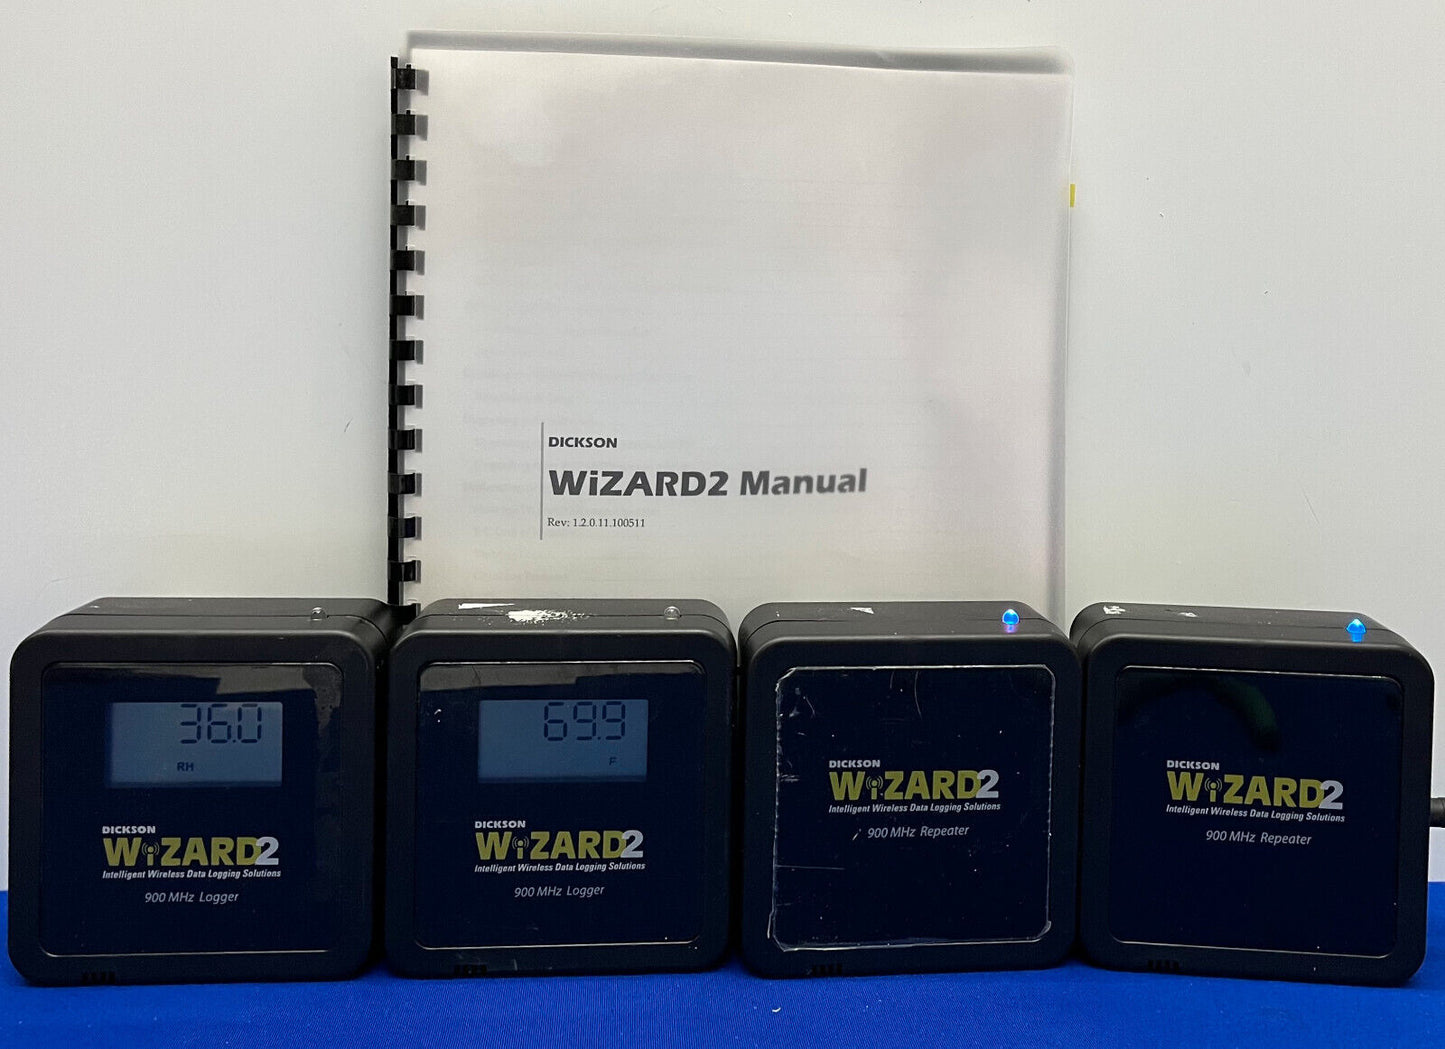 DICKSON
WiZARD2 Manual
Rev: 1.2.0.11.100511
36.0
RH
DICKSON
WiZARD2
Intelligent Wireless Data Logging Solutions
900 MHz Logger
69.9
F
DICKSON
WiZARD2
Intelligent Wireless Data Logging Solutions
900 MHz Logger
DICKSON
WiZARD2
Intelligent Wireless Data Logging Solutions
900 MHz Repeater
DICKSON
WiZARD2
Intelligent Wireless Data Logging Solutions
900 MHz Repeater